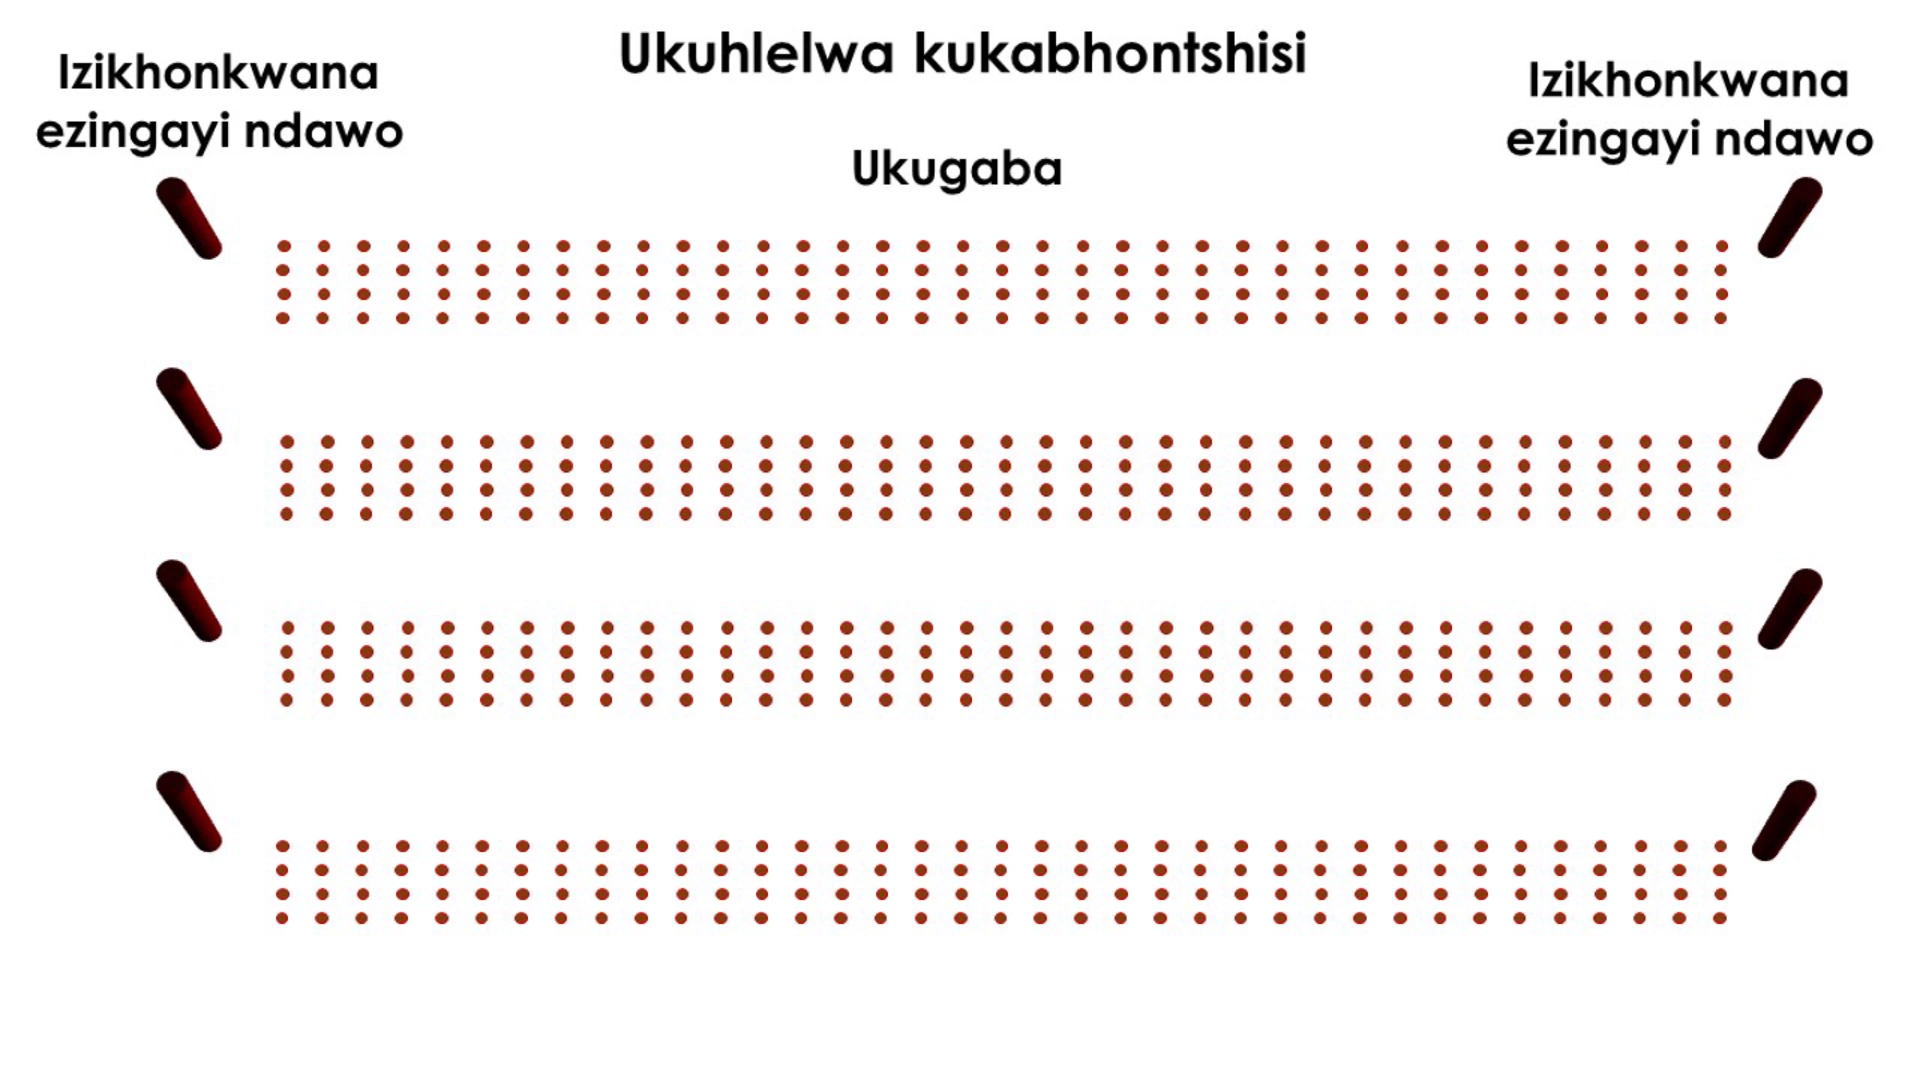 Ukuhlelwa kukabhontshisi
Izikhonkwana
ezingayi ndawo
Izikhonkwana
ezingayi ndawo
Ukugaba